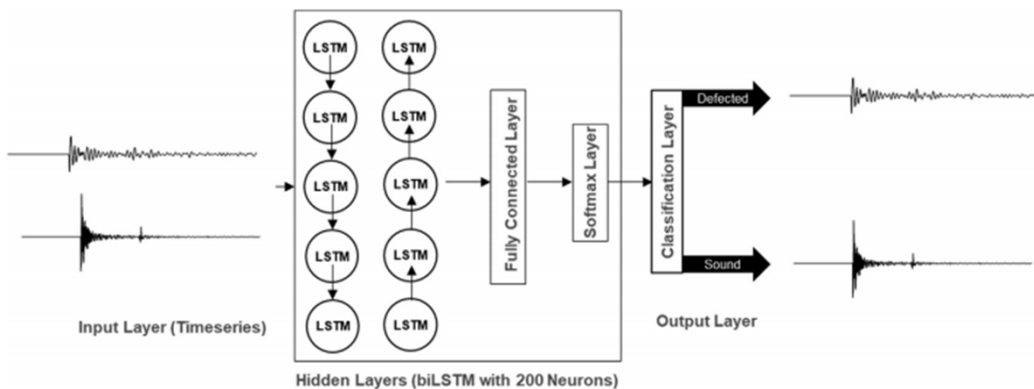 LSTM LSTM
LSTM LSTM
LSTM LSTM
LSTM LSTM
LSTM LSTM
Fully Connected Layer
Softmax Layer
Classification Layer
Defected
Sound
Input Layer (Timeseries)
Output Layer
Hidden Layers (biLSTM with 200 Neurons)